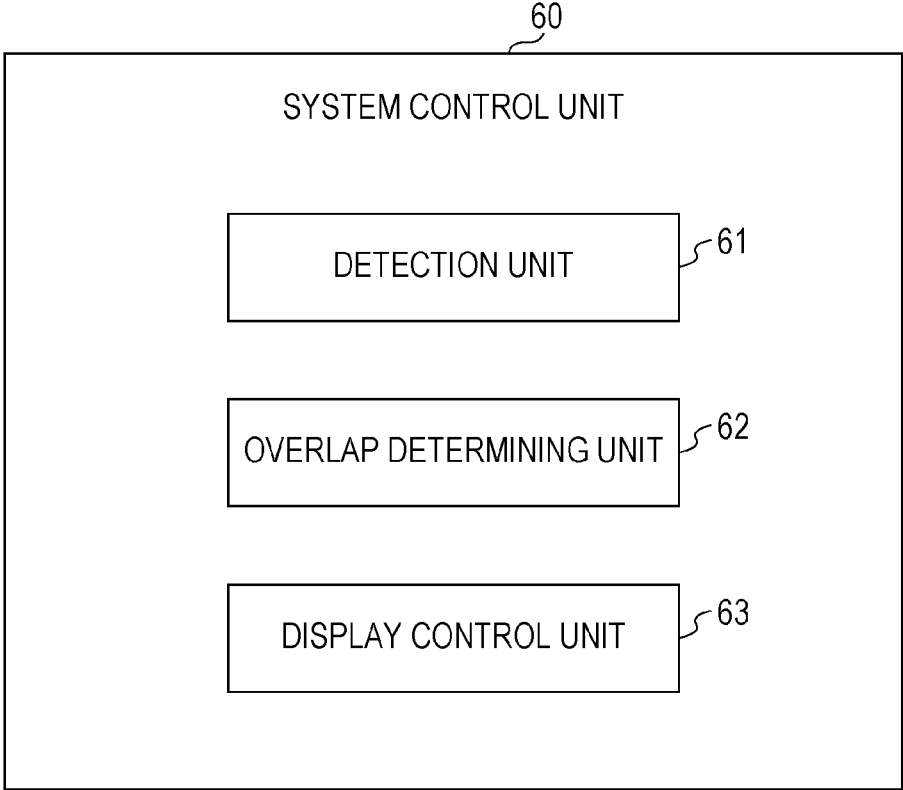 60
SYSTEM CONTROL UNIT
DETECTION UNIT
61
OVERLAP DETERMINING UNIT
62
DISPLAY CONTROL UNIT
63